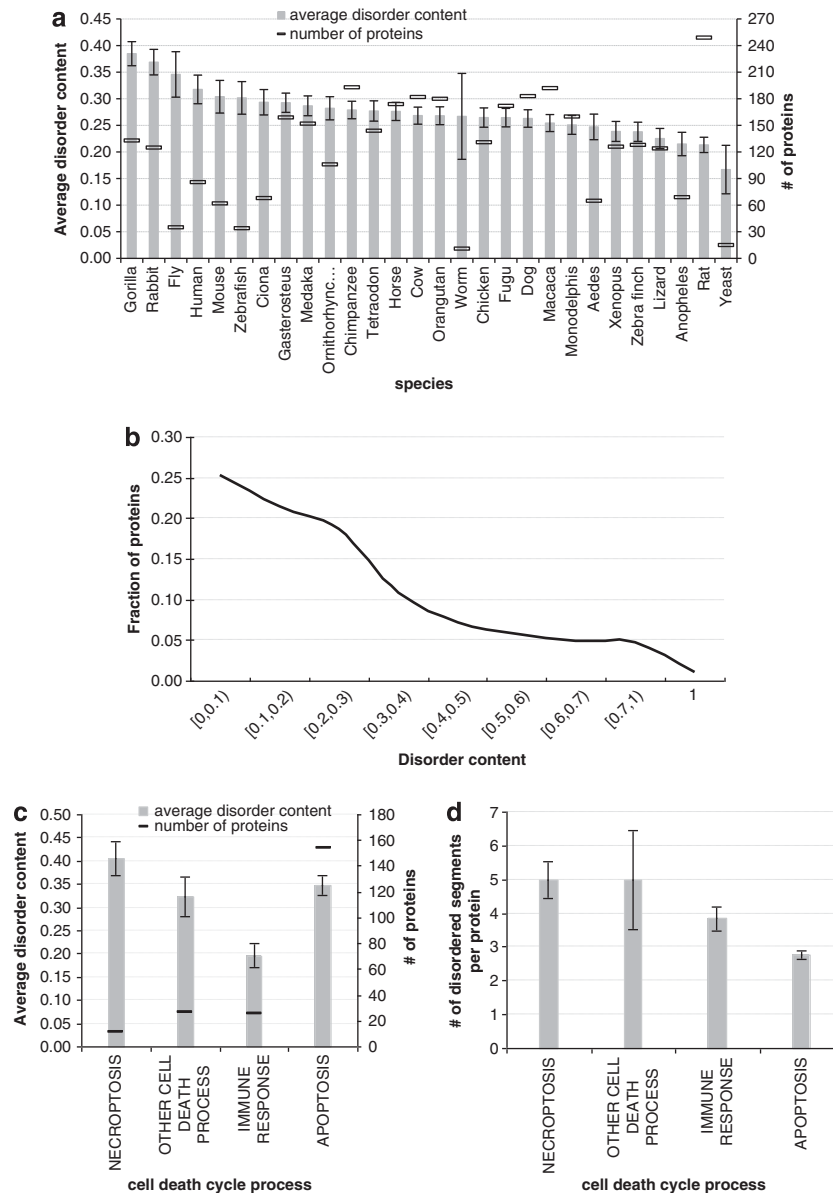 a
average disorder content
number of proteins
Average disorder content
0.45
0.40
0.35
0.30
0.25
0.20
0.15
0.10
0.05
0.00
270
240
210
180
150
120
90
60
30
0
# of proteins
Gorilla
Rabbit
Fly
Human
Mouse
Zebrafish
Ciona
Gasterosteus
Medaka
Ornithorhync...
Chimpanzee
Tetraodon
Horse
Cow
Orangutan
Worm
Chicken
Fugu
Dog
Macaca
Monodelphis
Aedes
Xenopus
Zebra finch
Lizard
Anopheles
Rat
Yeast
species
b
Fraction of proteins
0.30
0.25
0.20
0.15
0.10
0.05
0.00
[0,0.1)
[0.1,0.2)
[0.2,0.3)
[0.3,0.4)
[0.4,0.5)
[0.5,0.6)
[0.6,0.7)
[0.7,1)
1
Disorder content
c
average disorder content
number of proteins
Average disorder content
0.50
0.45
0.40
0.35
0.30
0.25
0.20
0.15
0.10
0.05
0.00
180
160
140
120
100
80
60
40
20
0
# of proteins
NECROPTOSIS
OTHER CELL
DEATH
PROCESS
IMMUNE
RESPONSE
APOPTOSIS
cell death cycle process
d
# of disordered segments
per protein
7
6
5
4
3
2
1
0
NECROPTOSIS
OTHER CELL
DEATH
PROCESS
IMMUNE
RESPONSE
APOPTOSIS
cell death cycle process